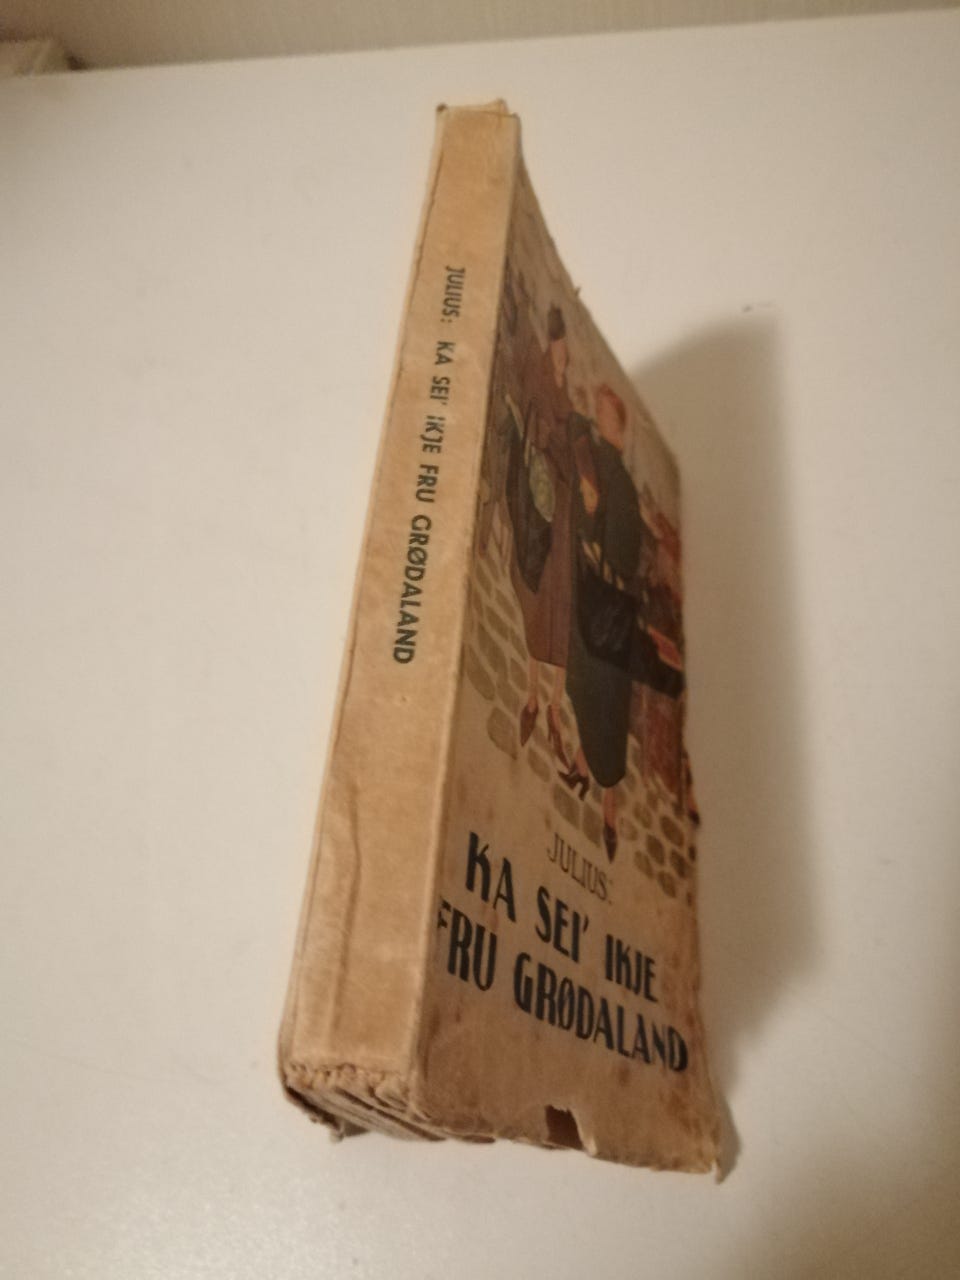 JULIUS: KA SEI' IKJE FRU GRØDALAND
JULIUS:
KA SEI' IKJE
FRU GRØDALAND